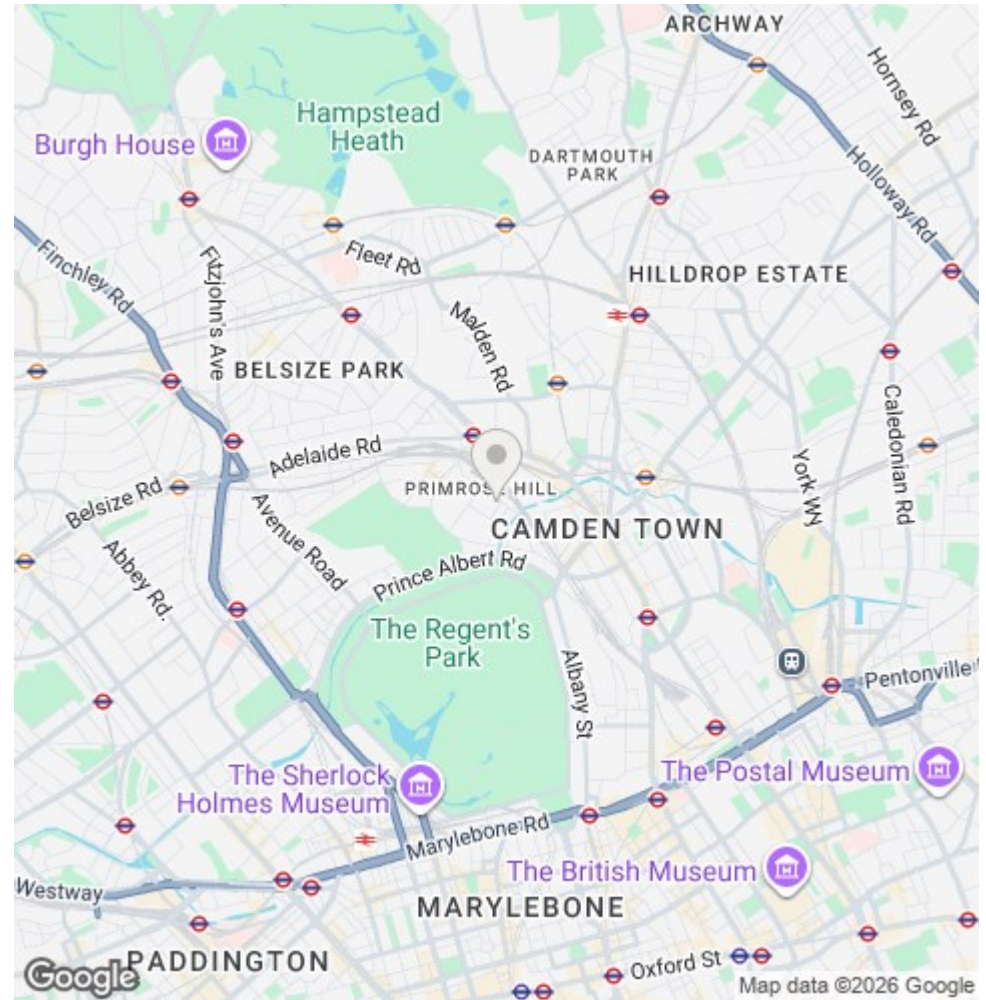 ARCHWAY
Hornsey Rd
Hampstead
Heath
Burgh House
DARTMOUTH
PARK
Holloway Rd
Finchley Rd
Fitzjohn's Ave
Fleet Rd
HILLDROP ESTATE
Malden Rd
BELSIZE PARK
Caledonian Rd
Adelaide Rd
York Wy
Belsize Rd
PRIMROSE HILL
Avenue Road
CAMDEN TOWN
Abbey Rd.
Prince Albert Rd
The Regent's
Park
Albany St
Pentonville
The Sherlock
Holmes Museum
The Postal Museum
Marylebone Rd
The British Museum
Westway
MARYLEBONE
PADDINGTON
Oxford St
Google
Map data ©2026 Google